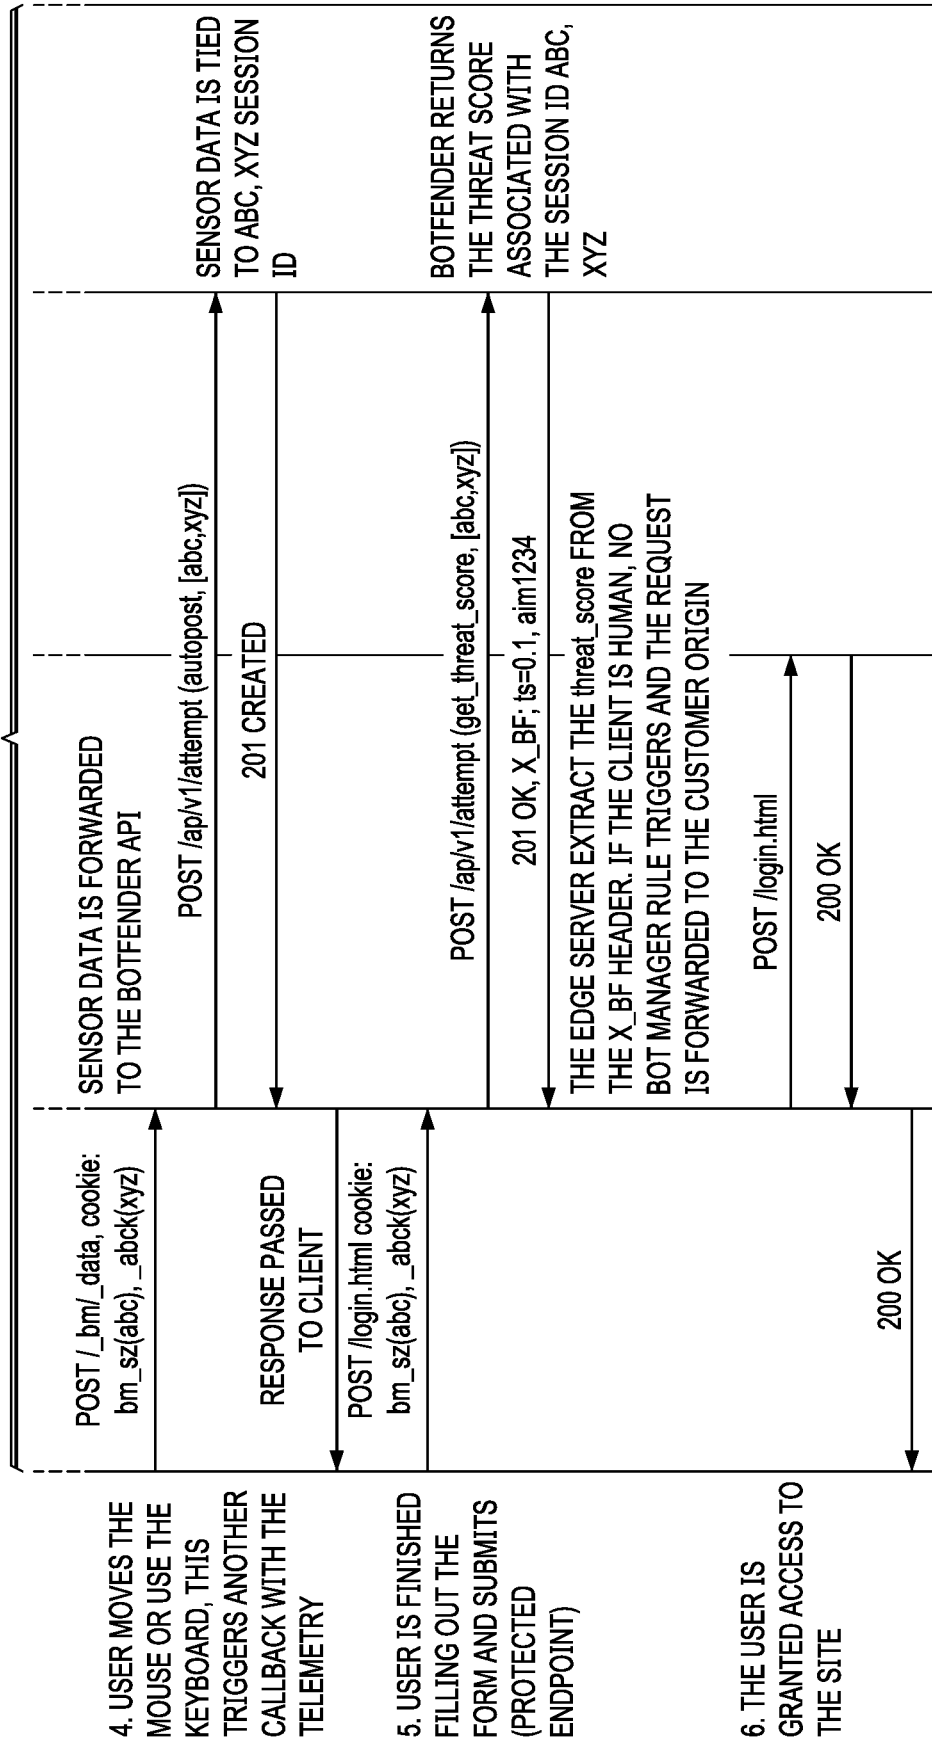 4. USER MOVES THE
MOUSE OR USE THE
KEYBOARD, THIS
TRIGGERS ANOTHER
CALLBACK WITH THE
TELEMETRY
POST /_bm/_data, cookie:
bm_sz(abc), _abck(xyz)
SENSOR DATA IS FORWARDED
TO THE BOTFENDER API
POST /ap/v1/attempt (autopost, [abc,xyz])
SENSOR DATA IS TIED
TO ABC, XYZ SESSION
ID
201 CREATED
RESPONSE PASSED
TO CLIENT
5. USER IS FINISHED
FILLING OUT THE
FORM AND SUBMITS
(PROTECTED
ENDPOINT)
POST /login.html cookie:
bm_sz(abc), _abck(xyz)
POST /ap/v1/attempt (get_threat_score, [abc,xyz])
BOTFENDER RETURNS
THE THREAT SCORE
ASSOCIATED WITH
THE SESSION ID ABC,
XYZ
201 OK, X_BF; ts=0.1, aim1234
THE EDGE SERVER EXTRACT THE threat_score FROM
THE X_BF HEADER. IF THE CLIENT IS HUMAN, NO
BOT MANAGER RULE TRIGGERS AND THE REQUEST
IS FORWARDED TO THE CUSTOMER ORIGIN
POST /login.html
200 OK
6. THE USER IS
GRANTED ACCESS TO
THE SITE
200 OK